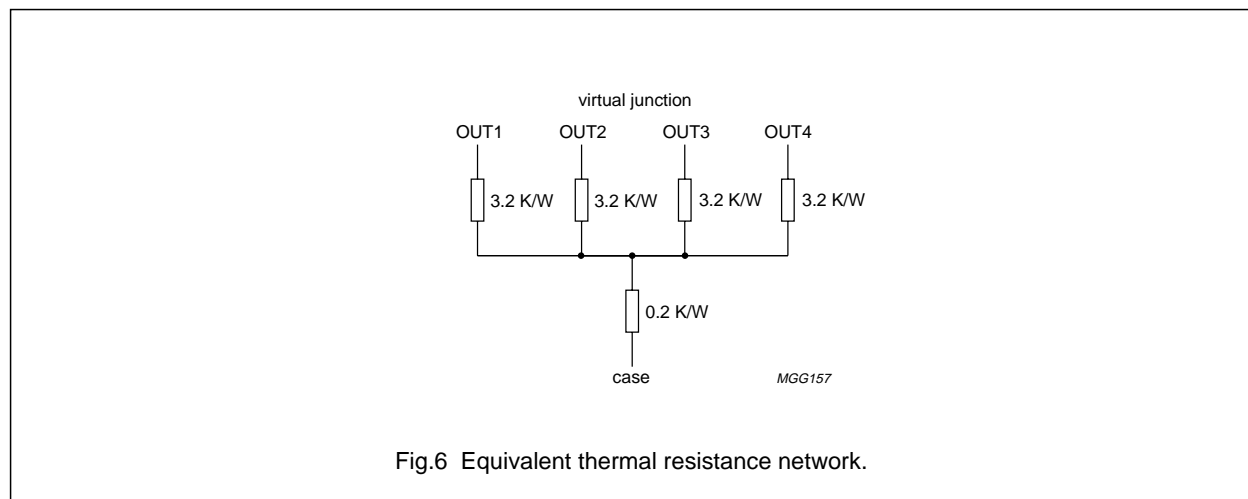 virtual junction
OUT1 OUT2 OUT3 OUT4
3.2 K/W 3.2 K/W 3.2 K/W 3.2 K/W
0.2 K/W
case MGG157
Fig.6 Equivalent thermal resistance network.